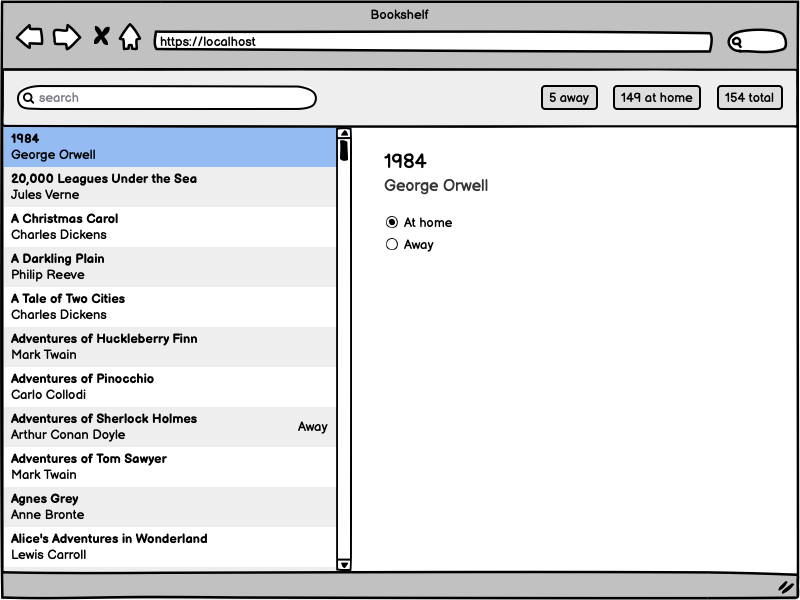 Bookshelf
https://localhost
search
5 away
149 at home
154 total
1984
George Orwell
20,000 Leagues Under the Sea
Jules Verne
A Christmas Carol
Charles Dickens
A Darkling Plain
Philip Reeve
A Tale of Two Cities
Charles Dickens
Adventures of Huckleberry Finn
Mark Twain
Adventures of Pinocchio
Carlo Collodi
Adventures of Sherlock Holmes
Arthur Conan Doyle
Away
Adventures of Tom Sawyer
Mark Twain
Agnes Grey
Anne Bronte
Alice's Adventures in Wonderland
Lewis Carroll
1984
George Orwell
At home
Away